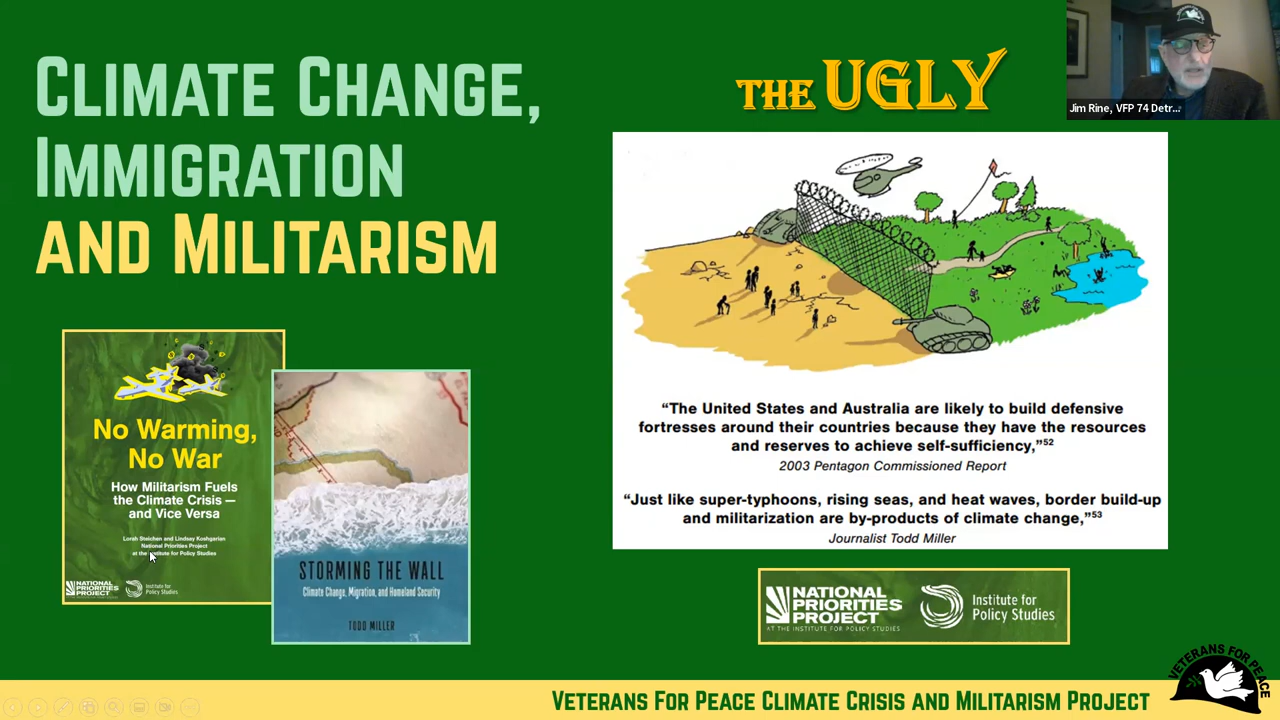 CLIMATE CHANGE,
IMMIGRATION
AND MILITARISM
THE UGLY
Jim Rine, VFP 74 Detr...
"The United States and Australia are likely to build defensive
fortresses around their countries because they have the resources
and reserves to achieve self-sufficiency,"52
2003 Pentagon Commissioned Report
"Just like super-typhoons, rising seas, and heat waves, border build-up
and militarization are by-products of climate change,"53
Journalist Todd Miller
No Warming,
No War
How Militarism Fuels
the Climate Crisis —
and Vice Versa
Lorah Steichen and Lindsay Koshgarian
National Priorities Project
at the Institute for Policy Studies
NATIONAL
PRIORITIES
PROJECT
Institute for
Policy Studies
STORMING THE WALL
Climate Change, Migration, and Homeland Security
TODD MILLER
NATIONAL
PRIORITIES
PROJECT
AT THE INSTITUTE FOR POLICY STUDIES
Institute for
Policy Studies
VETERANS FOR PEACE CLIMATE CRISIS AND MILITARISM PROJECT
VETERANS FOR PEACE